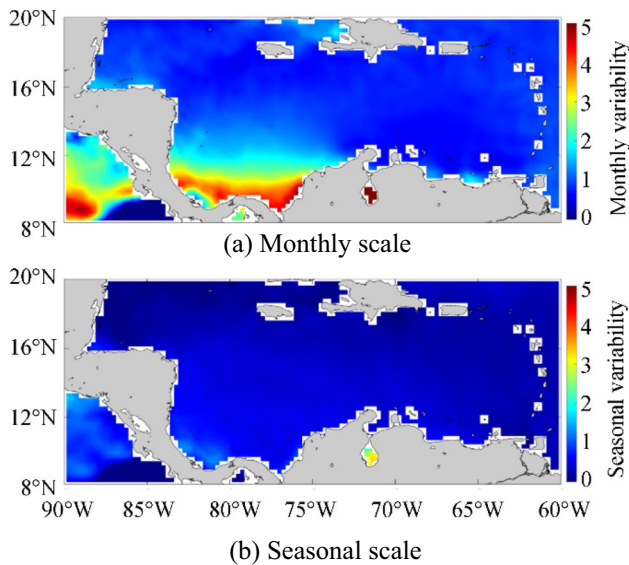 20°N
16°N
12°N
8°N
5
4
3
2
1
0
Monthly variability
(a) Monthly scale
20°N
16°N
12°N
8°N
90°W 85°W 80°W 75°W 70°W 65°W 60°W
5
4
3
2
1
0
Seasonal variability
(b) Seasonal scale